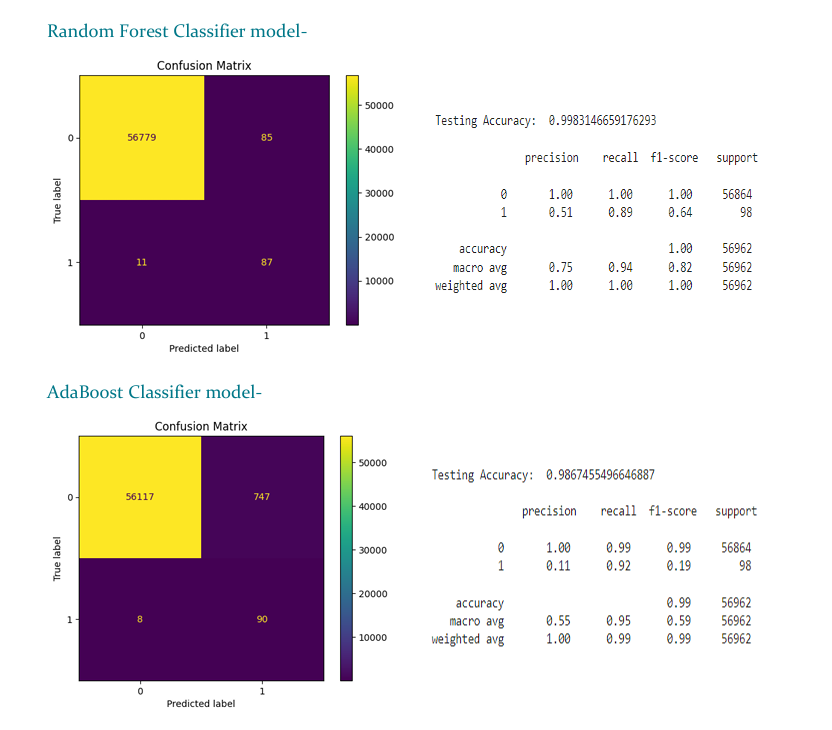 Random Forest Classifier model-
Confusion Matrix
56779 85
11 87
0
1
True label
0 1
Predicted label
50000
40000
30000
20000
10000
Testing Accuracy: 0.9983146659176293
precision recall f1-score support
0 1.00 1.00 1.00 56864
1 0.51 0.89 0.64 98
accuracy 1.00 56962
macro avg 0.75 0.94 0.82 56962
weighted avg 1.00 1.00 1.00 56962
AdaBoost Classifier model-
Confusion Matrix
56117 747
8 90
0
1
True label
0 1
Predicted label
50000
40000
30000
20000
10000
Testing Accuracy: 0.9867455496646887
precision recall f1-score support
0 1.00 0.99 0.99 56864
1 0.11 0.92 0.19 98
accuracy 0.99 56962
macro avg 0.55 0.95 0.59 56962
weighted avg 1.00 0.99 0.99 56962